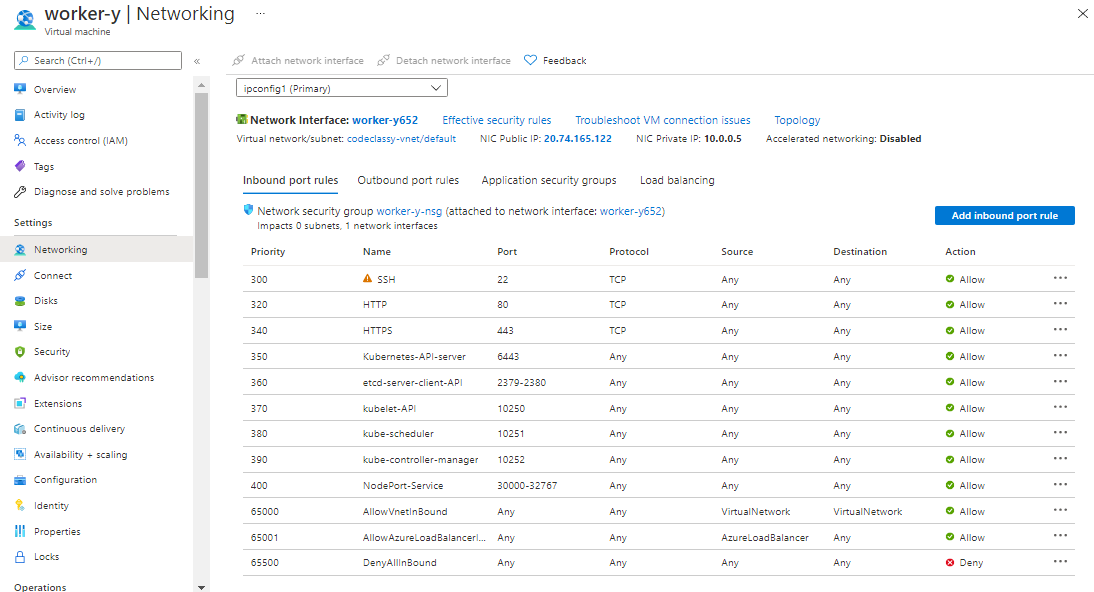 worker-y | Networking ...
Virtual machine
Search (Ctrl+/)
«
Overview
Activity log
Access control (IAM)
Tags
Diagnose and solve problems
Settings
Networking
Connect
Disks
Size
Security
Advisor recommendations
Extensions
Continuous delivery
Availability + scaling
Configuration
Identity
Properties
Locks
Operations
Attach network interface Detach network interface Feedback
ipconfig1 (Primary)
Network Interface: worker-y652 Effective security rules Troubleshoot VM connection issues Topology
Virtual network/subnet: codeclassy-vnet/default NIC Public IP: 20.74.165.122 NIC Private IP: 10.0.0.5 Accelerated networking: Disabled
Inbound port rules Outbound port rules Application security groups Load balancing
Network security group worker-y-nsg (attached to network interface: worker-y652)
Impacts 0 subnets, 1 network interfaces
Add inbound port rule
Priority Name Port Protocol Source Destination Action
300 SSH 22 TCP Any Any Allow ...
320 HTTP 80 TCP Any Any Allow ...
340 HTTPS 443 TCP Any Any Allow ...
350 Kubernetes-API-server 6443 Any Any Any Allow ...
360 etcd-server-client-API 2379-2380 Any Any Any Allow ...
370 kubelet-API 10250 Any Any Any Allow ...
380 kube-scheduler 10251 Any Any Any Allow ...
390 kube-controller-manager 10252 Any Any Any Allow ...
400 NodePort-Service 30000-32767 Any Any Any Allow ...
65000 AllowVnetInBound Any Any VirtualNetwork VirtualNetwork Allow ...
65001 AllowAzureLoadBalancerI... Any Any AzureLoadBalancer Any Allow ...
65500 DenyAllInBound Any Any Any Any Deny ...